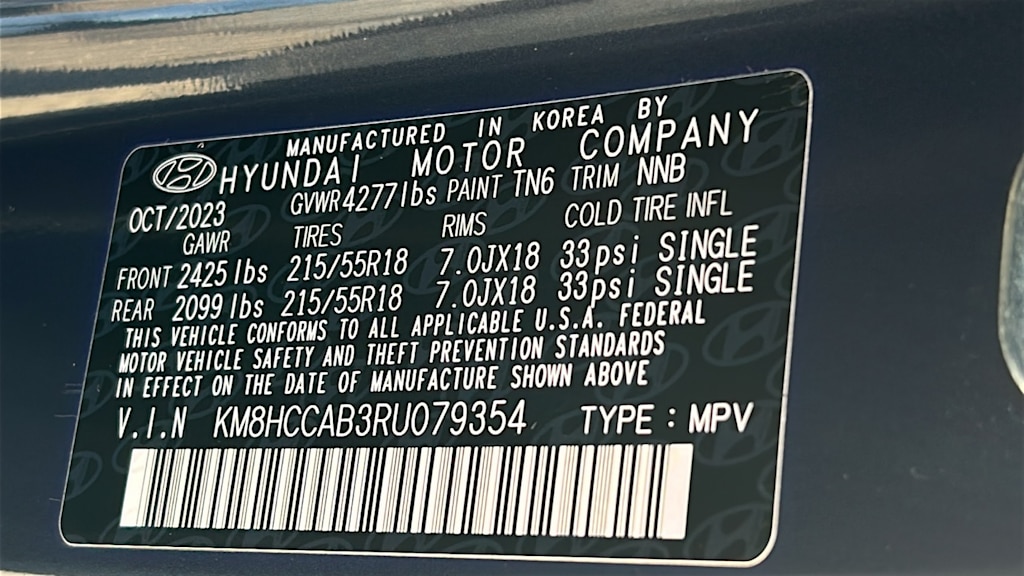 MANUFACTURED IN KOREA BY
HYUNDAI MOTOR COMPANY
OCT/2023 GVWR 4277lbs PAINT TN6 TRIM NNB
GAWR TIRES RIMS COLD TIRE INFL
FRONT 2425 lbs 215/55R18 7.0JX18 33psi SINGLE
REAR 2099 lbs 215/55R18 7.0JX18 33psi SINGLE
THIS VEHICLE CONFORMS TO ALL APPLICABLE U.S.A. FEDERAL
MOTOR VEHICLE SAFETY AND THEFT PREVENTION STANDARDS
IN EFFECT ON THE DATE OF MANUFACTURE SHOWN ABOVE
V.I.N KM8HCCAB3RU079354 TYPE : MPV